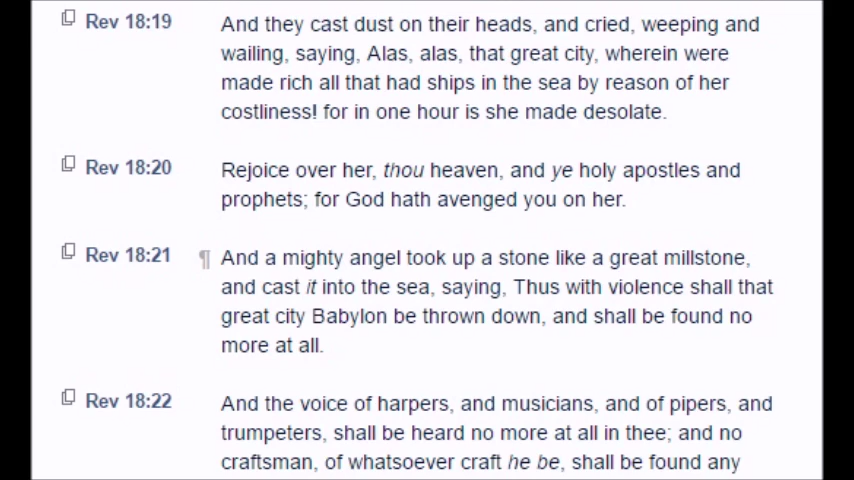 Rev 18:19 And they cast dust on their heads, and cried, weeping and
wailing, saying, Alas, alas, that great city, wherein were
made rich all that had ships in the sea by reason of her
costliness! for in one hour is she made desolate.
Rev 18:20 Rejoice over her, thou heaven, and ye holy apostles and
prophets; for God hath avenged you on her.
Rev 18:21 ¶ And a mighty angel took up a stone like a great millstone,
and cast it into the sea, saying, Thus with violence shall that
great city Babylon be thrown down, and shall be found no
more at all.
Rev 18:22 And the voice of harpers, and musicians, and of pipers, and
trumpeters, shall be heard no more at all in thee; and no
craftsman, of whatsoever craft he be, shall be found any